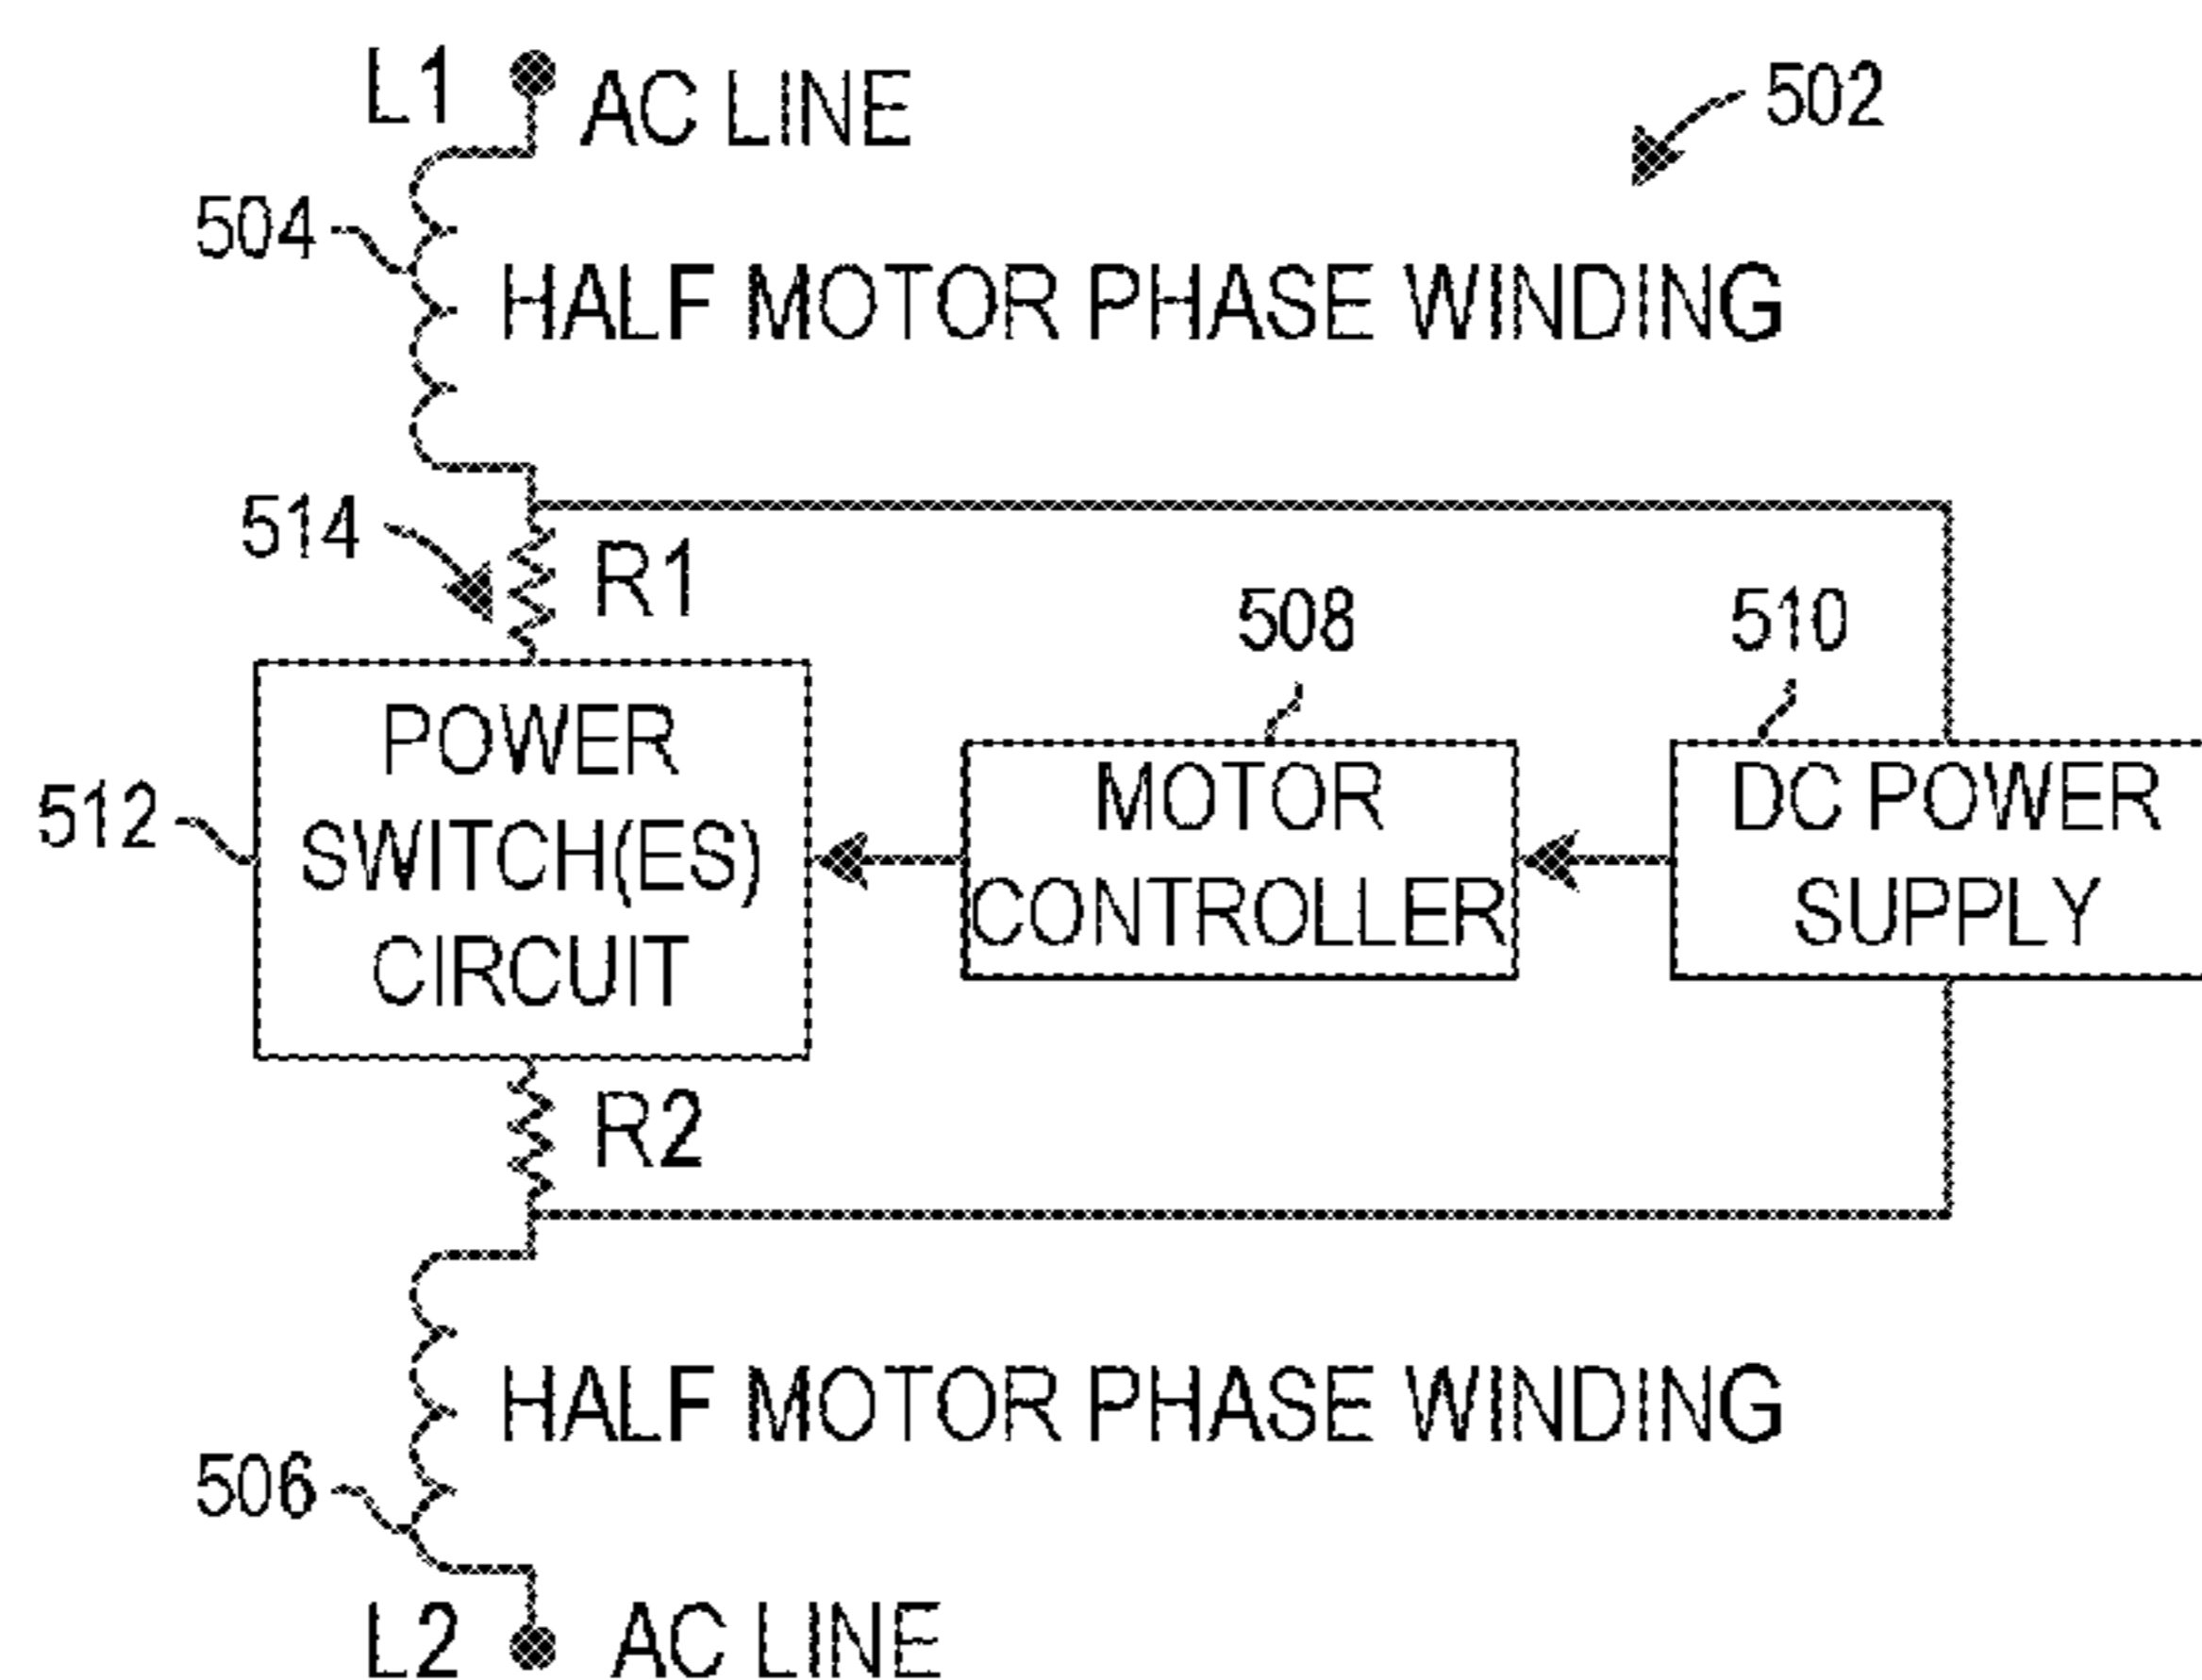 L1 AC LINE
502
504
HALF MOTOR PHASE WINDING
514
R1
508
510
POWER
SWITCH(ES)
CIRCUIT
512
MOTOR
CONTROLLER
DC POWER
SUPPLY
R2
HALF MOTOR PHASE WINDING
506
L2 AC LINE